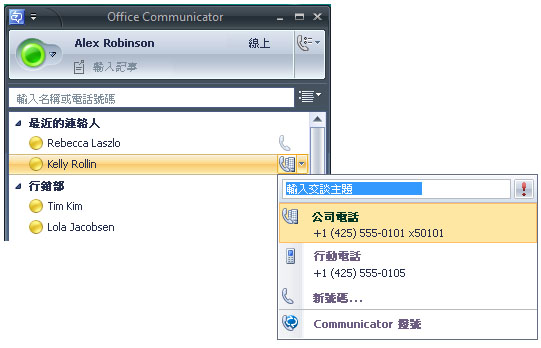 Office Communicator
Alex Robinson 線上
輸入記事
輸入名稱或電話號碼
最近的連絡人
Rebecca Laszlo
Kelly Rollin
行銷部
Tim Kim
Lola Jacobsen
輸入交談主題
公司電話
+1 (425) 555-0101 x50101
行動電話
+1 (425) 555-0105
新號碼...
Communicator 撥號